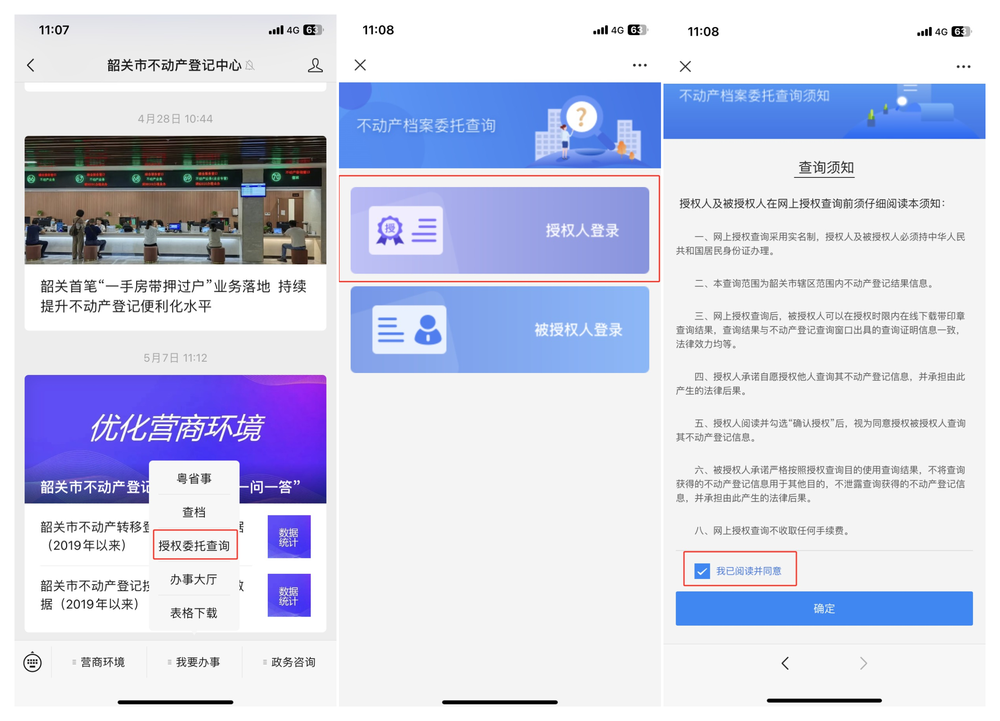 11:07
4G 63
韶关市不动产登记中心
4月28日 10:44
66
67
68
69
70
不动产业务
不动产业务
不动产业务
不动产业务(企业专窗)
韶关首笔“一手房带押过户”业务落地 持续
提升不动产登记便利化水平
5月7日 11:12
优化营商环境
韶关市不动产登记
一问一答”
韶关市不动产转移登
（2019年以来）
数据
统计
韶关市不动产登记按
据（2019年以来）
数据
统计
粤省事
查档
授权委托查询
办事大厅
表格下载
营商环境
我要办事
政务咨询
11:08
4G 63
不动产档案委托查询
?
授
授权人登录
被授权人登录
11:08
4G 63
不动产档案委托查询须知
查询须知
授权人及被授权人在网上授权查询前须仔细阅读本须知：
一、网上授权查询采用实名制，授权人及被授权人必须持中华人民
共和国居民身份证办理。
二、本查询范围为韶关市辖区范围内不动产登记结果信息。
三、网上授权查询后，被授权人可以在授权时限内在线下载带印章
查询结果，查询结果与不动产登记查询窗口出具的查询证明信息一致，
法律效力均等。
四、授权人承诺自愿授权他人查询其不动产登记信息，并承担由此
产生的法律后果。
五、授权人阅读并勾选“确认授权”后，视为同意授权被授权人查询
其不动产登记信息。
六、被授权人承诺严格按照授权查询目的使用查询结果，不将查询
获得的不动产登记信息用于其他目的，不泄露查询获得的不动产登记信
息，并承担由此产生的法律后果。
八、网上授权查询不收取任何手续费。
我已阅读并同意
确定